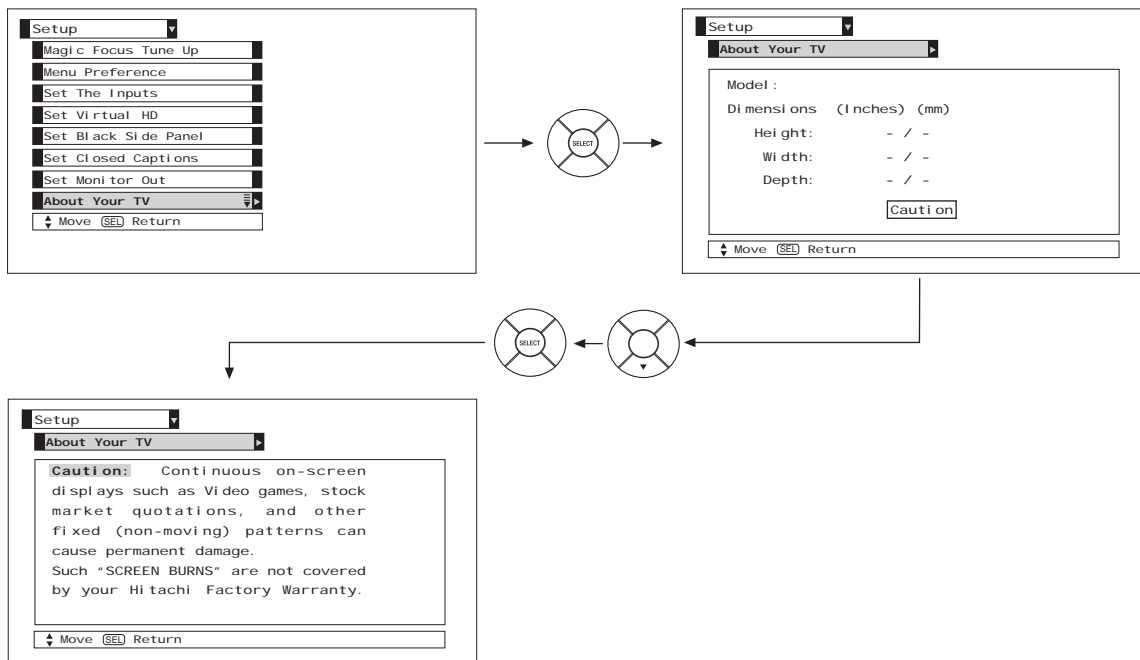 Setup
Magic Focus Tune Up
Menu Preference
Set The Inputs
Set Virtual HD
Set Black Side Panel
Set Closed Captions
Set Monitor Out
About Your TV
Move SEL Return
SELECT
Setup
About Your TV
Model:
Dimensions (Inches) (mm)
Height: - / -
Width: - / -
Depth: - / -
Caution
Move SEL Return
SELECT
Setup
About Your TV
Caution: Continuous on-screen
displays such as Video games, stock
market quotations, and other
fixed (non-moving) patterns can
cause permanent damage.
Such “SCREEN BURNS” are not covered
by your Hitachi Factory Warranty.
Move SEL Return